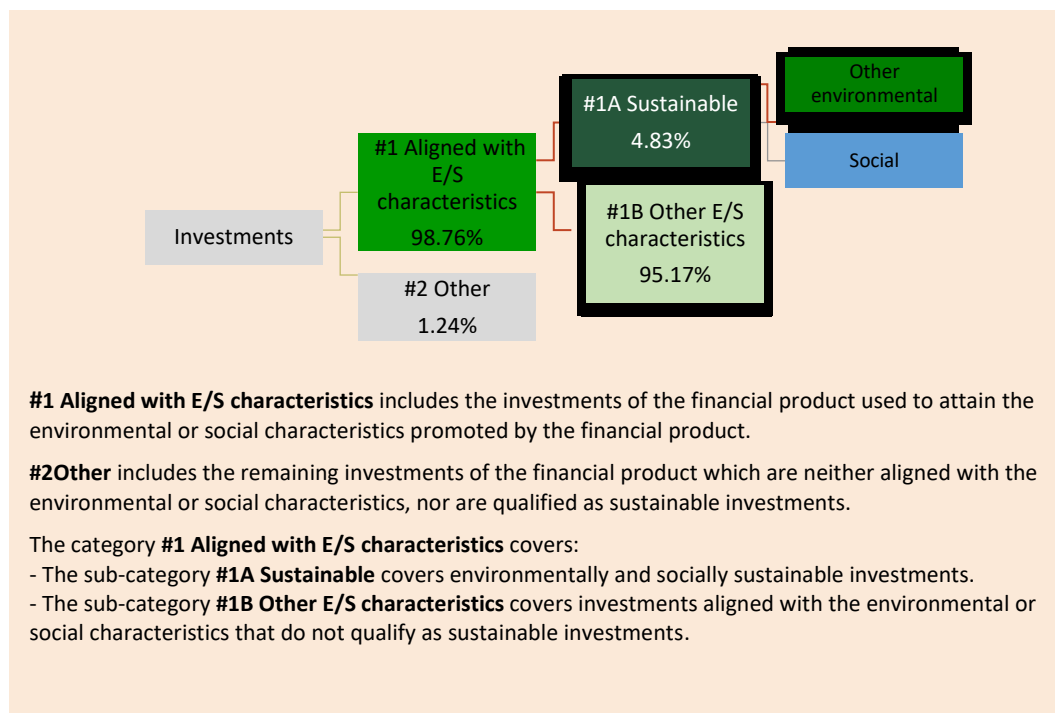 Investments
#1 Aligned with
E/S
characteristics
98.76%
#2 Other
1.24%
#1A Sustainable
4.83%
#1B Other E/S
characteristics
95.17%
Other
environmental
Social
#1 Aligned with E/S characteristics includes the investments of the financial product used to attain the
environmental or social characteristics promoted by the financial product.
#2Other includes the remaining investments of the financial product which are neither aligned with the
environmental or social characteristics, nor are qualified as sustainable investments.
The category #1 Aligned with E/S characteristics covers:
- The sub-category #1A Sustainable covers environmentally and socially sustainable investments.
- The sub-category #1B Other E/S characteristics covers investments aligned with the environmental or
social characteristics that do not qualify as sustainable investments.